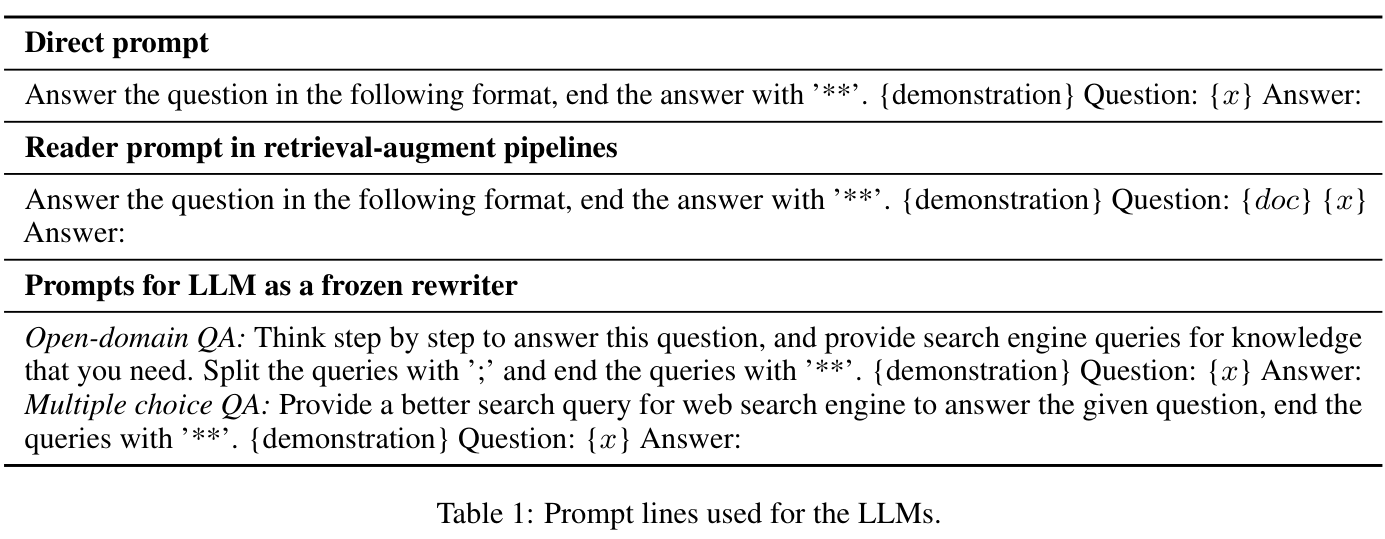 Direct prompt
Answer the question in the following format, end the answer with ’**’. {demonstration} Question: {x} Answer:
Reader prompt in retrieval-augment pipelines
Answer the question in the following format, end the answer with ’**’. {demonstration} Question: {doc} {x}
Answer:
Prompts for LLM as a frozen rewriter
Open-domain QA: Think step by step to answer this question, and provide search engine queries for knowledge
that you need. Split the queries with ’;’ and end the queries with ’**’. {demonstration} Question: {x} Answer:
Multiple choice QA: Provide a better search query for web search engine to answer the given question, end the
queries with ’**’. {demonstration} Question: {x} Answer:
Table 1: Prompt lines used for the LLMs.